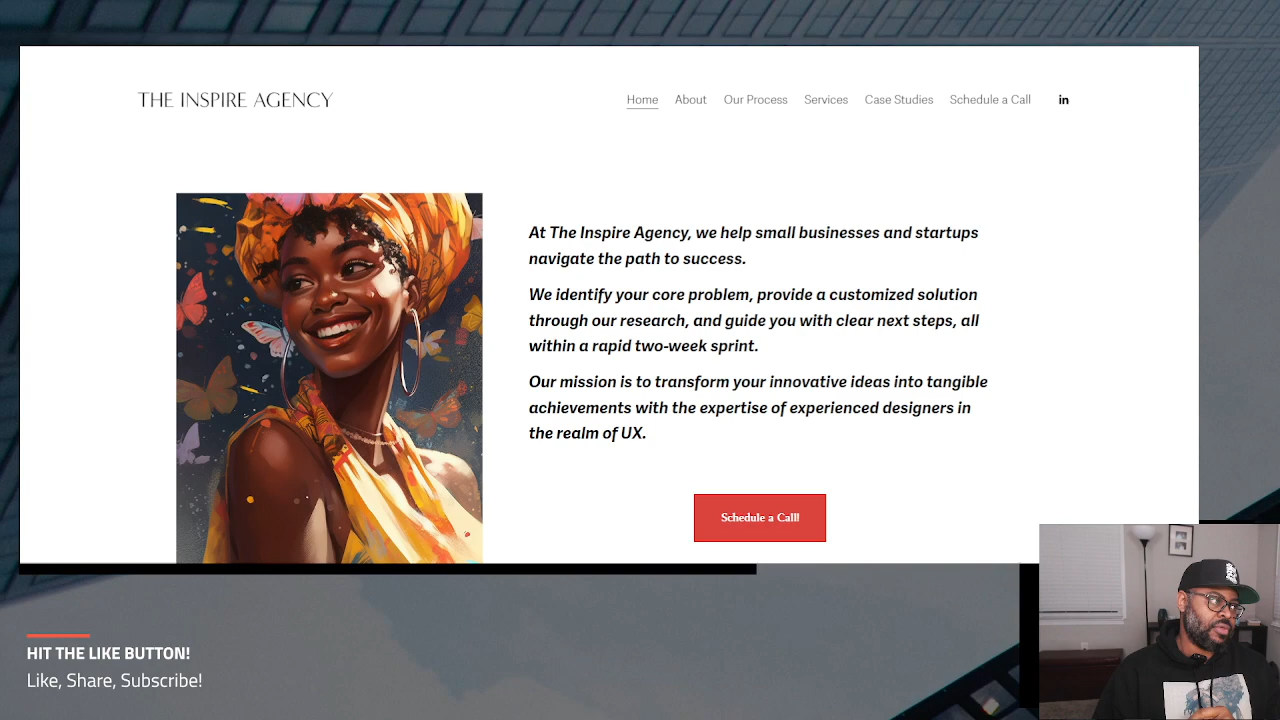 THE INSPIRE AGENCY
Home About Our Process Services Case Studies Schedule a Call in
At The Inspire Agency, we help small businesses and startups
navigate the path to success.
We identify your core problem, provide a customized solution
through our research, and guide you with clear next steps, all
within a rapid two-week sprint.
Our mission is to transform your innovative ideas into tangible
achievements with the expertise of experienced designers in
the realm of UX.
Schedule a Call!
HIT THE LIKE BUTTON!
Like, Share, Subscribe!